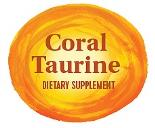 Coral
Taurine
DIETARY SUPPLEMENT